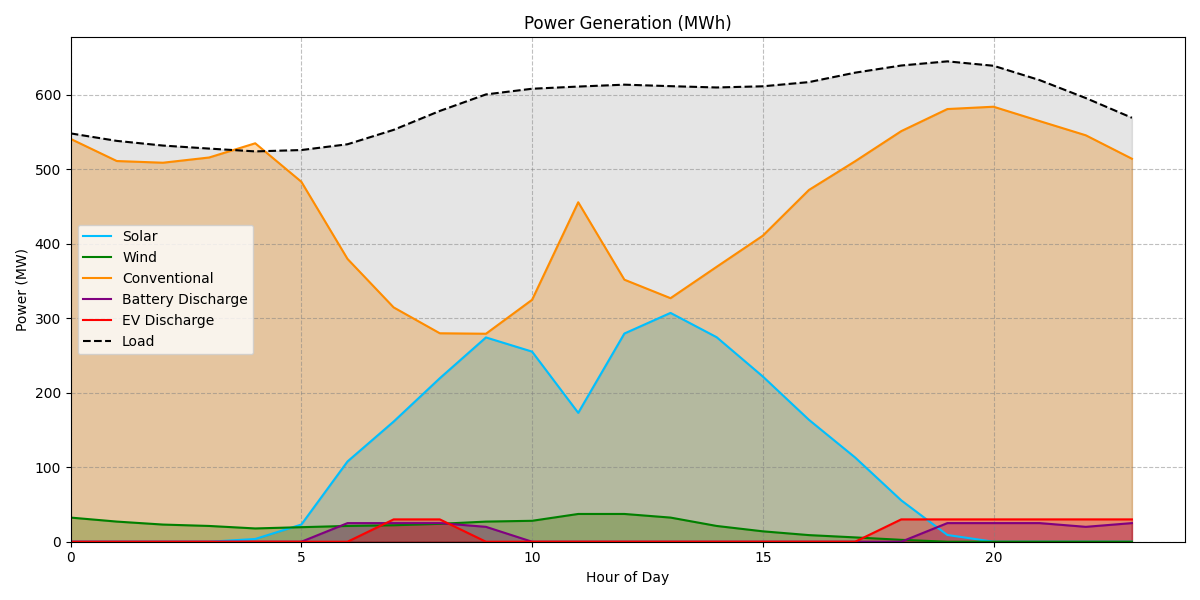 Power Generation (MWh)
Power (MW)
600
500
400
300
200
100
0
Solar
Wind
Conventional
Battery Discharge
EV Discharge
Load
0 5 10 15 20
Hour of Day